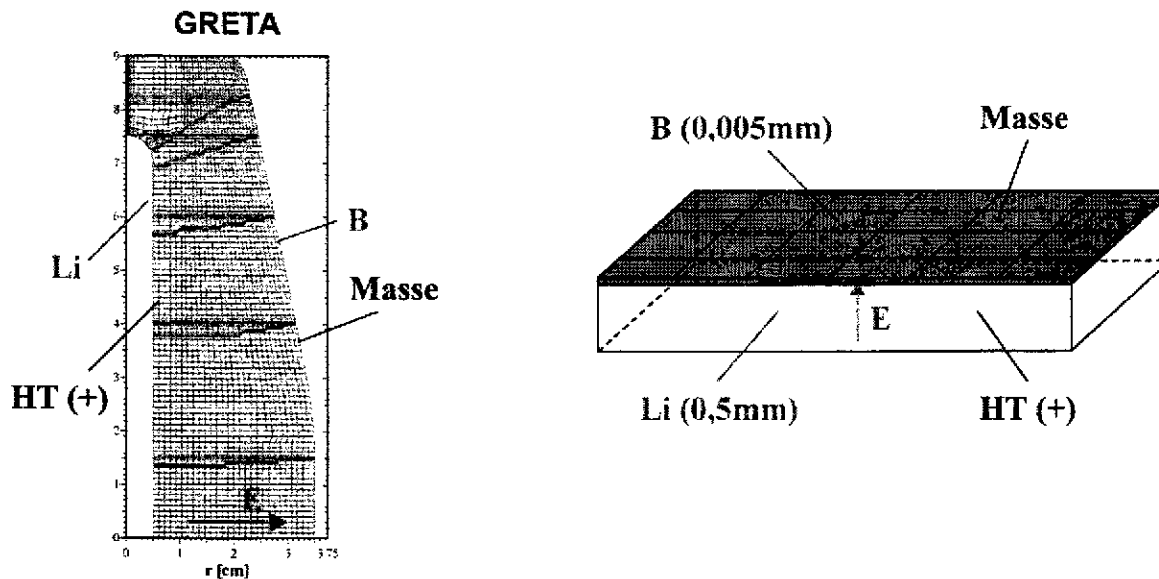 GRETA
9
8
7
6
5
4
3
2
1
0
0 1 2 3 3.75
r [cm]
Li
HT (+)
B
Masse
E
B (0,005mm)
Masse
E
Li (0,5mm)
HT (+)